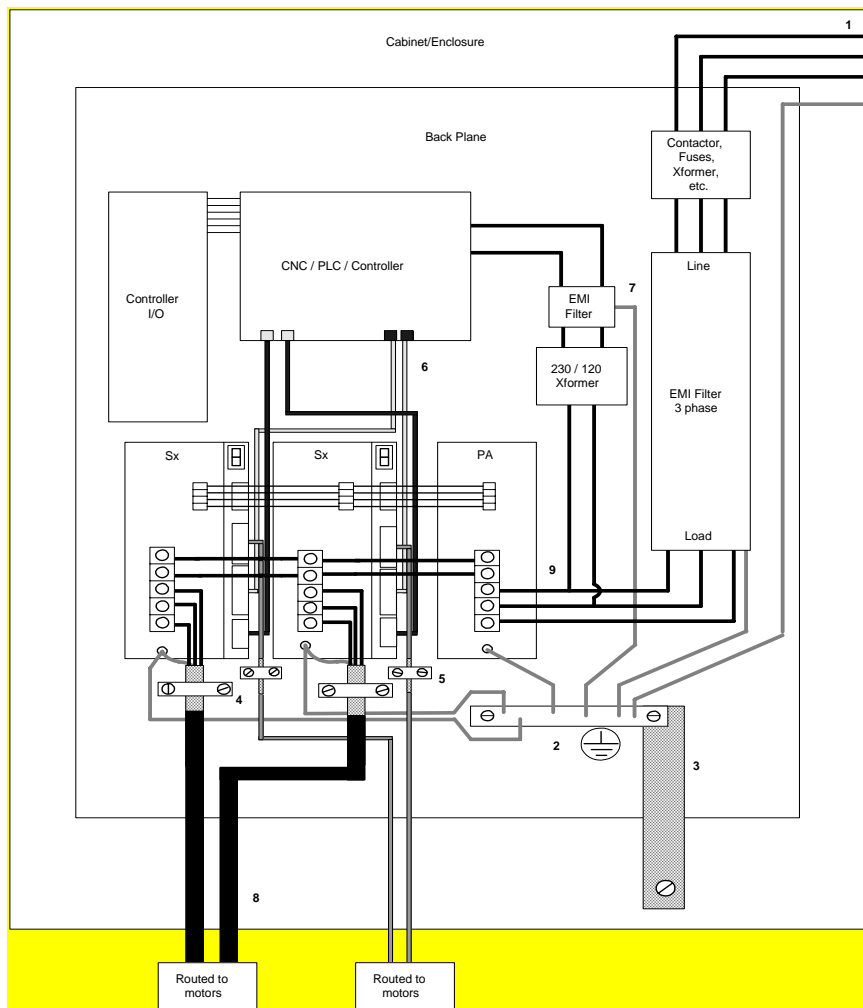 1
Cabinet/Enclosure
Back Plane
Contactor,
Fuses,
Xformer,
etc.
CNC / PLC / Controller
Line
Controller
I/O
7
EMI
Filter
6
230 / 120
Xformer
EMI Filter
3 phase
Sx
Sx
PA
Load
9
5
4
2
3
8
Routed to
motors
Routed to
motors